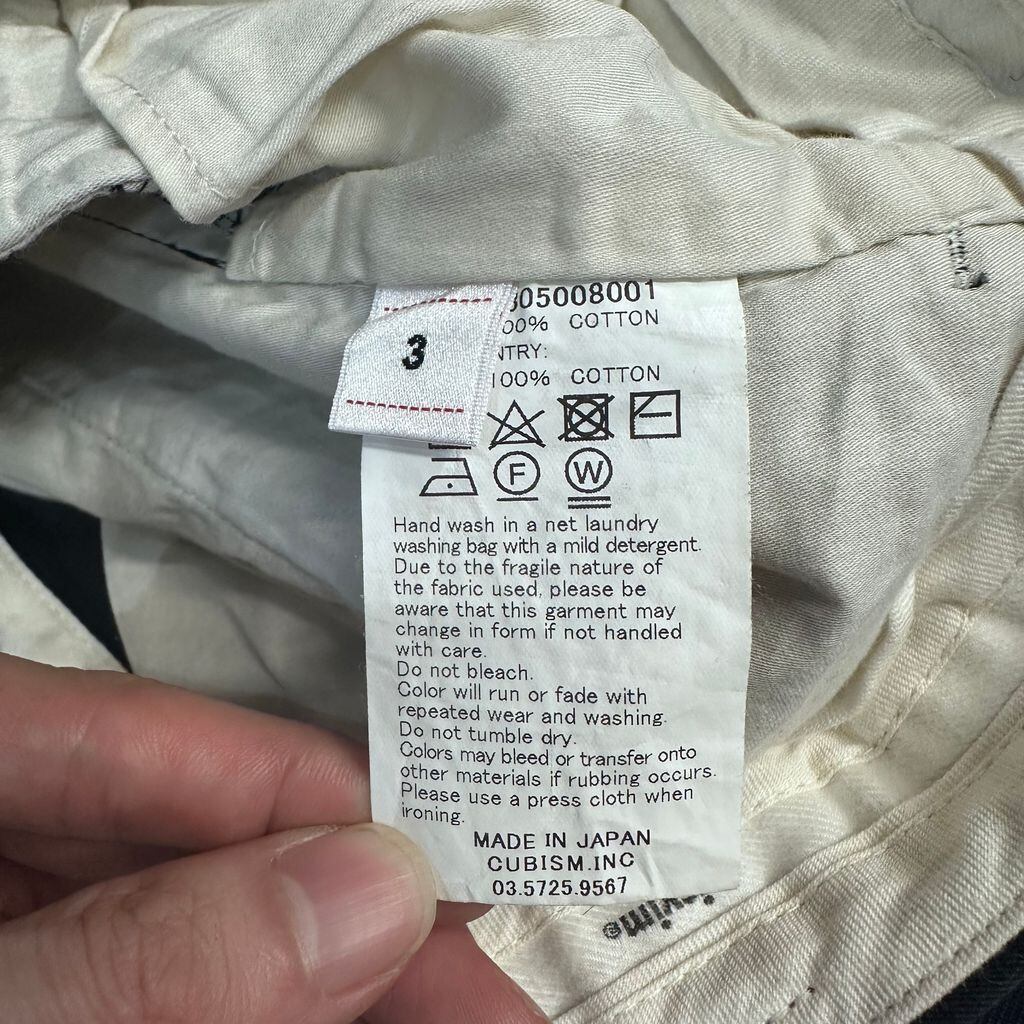 3
05008001
00% COTTON
NTRY:
100% COTTON
F W
Hand wash in a net laundry
washing bag with a mild detergent.
Due to the fragile nature of
the fabric used, please be
aware that this garment may
change in form if not handled
with care.
Do not bleach.
Color will run or fade with
repeated wear and washing.
Do not tumble dry.
Colors may bleed or transfer onto
other materials if rubbing occurs.
Please use a press cloth when
ironing.
MADE IN JAPAN
CUBISM.INC
03.5725.9567